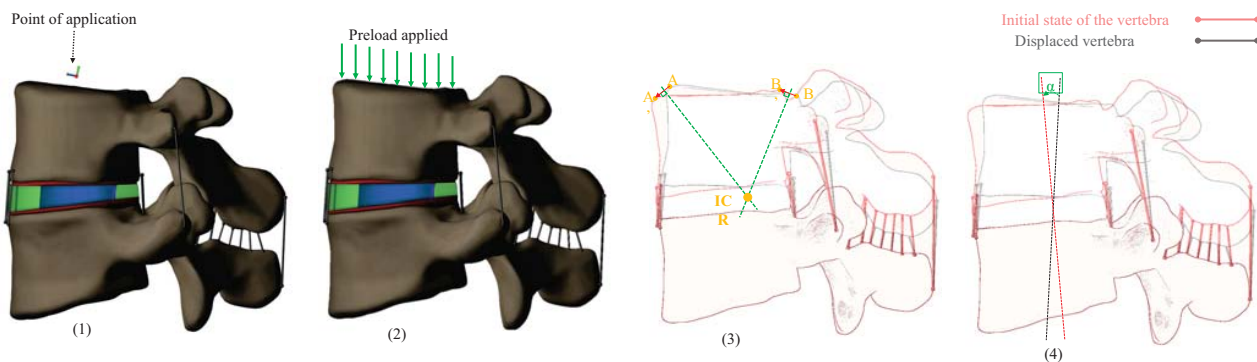 Point of application
Preload applied
Initial state of the vertebra
Displaced vertebra
A
A
’
B
’
B
α
IC
R
(1)
(2)
(3)
(4)